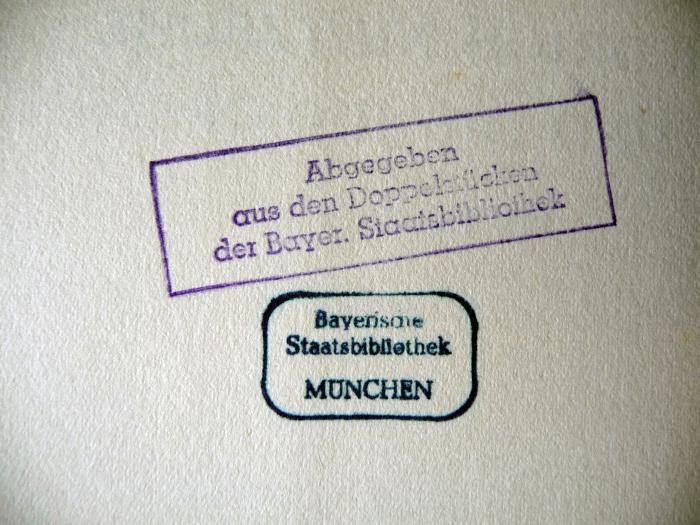 Abgegeben
aus den Doppelstücken
der Bayer. Staatsbibliothek
Bayerische
Staatsbibliothek
MÜNCHEN